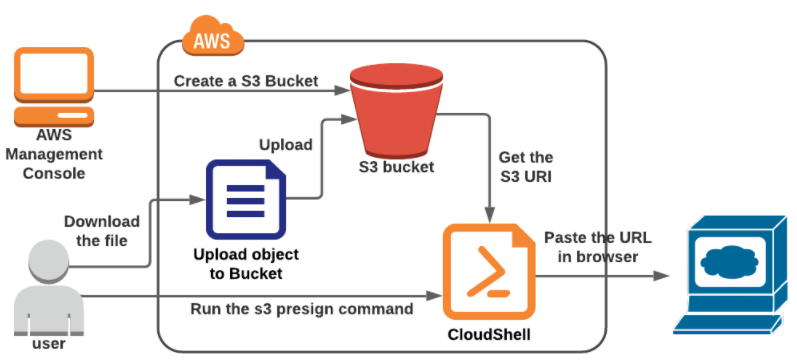 AWS
Create a S3 Bucket
AWS
Management
Console
Upload
S3 bucket
Get the
S3 URI
Download
the file
Upload object
to Bucket
Paste the URL
in browser
Run the s3 presign command
CloudShell
user